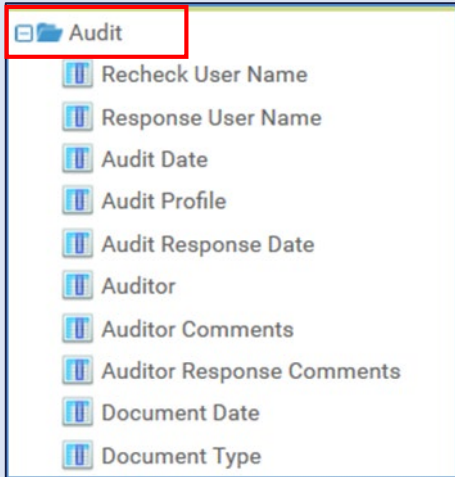 Audit
Recheck User Name
Response User Name
Audit Date
Audit Profile
Audit Response Date
Auditor
Auditor Comments
Auditor Response Comments
Document Date
Document Type